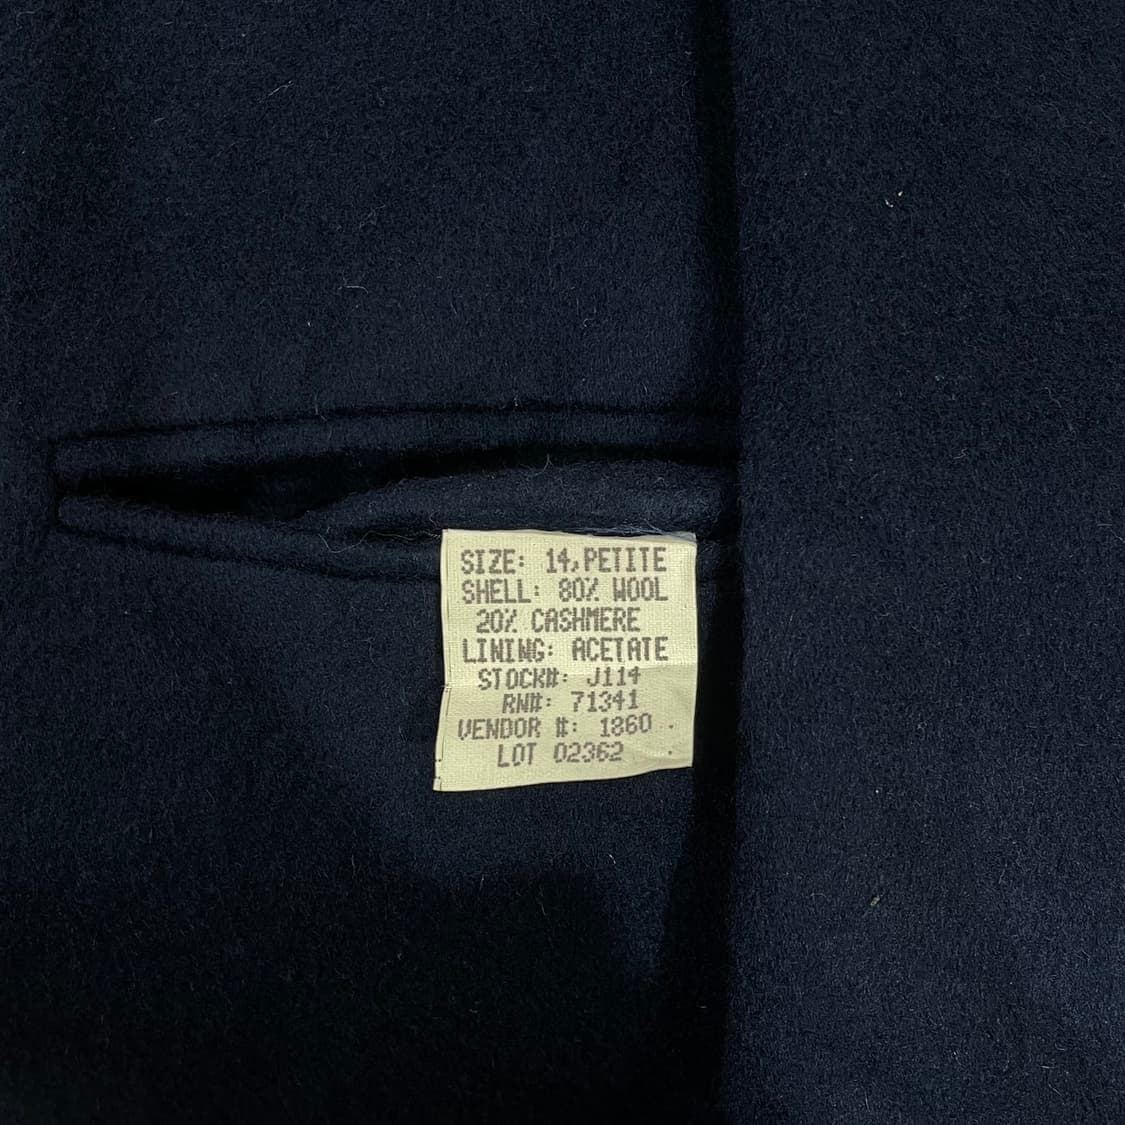 SIZE: 14,PETITE
SHELL: 80% WOOL
20% CASHMERE
LINING: ACETATE
STOCK#: J114
RN#: 71341
VENDOR #: 1860
LOT 02362